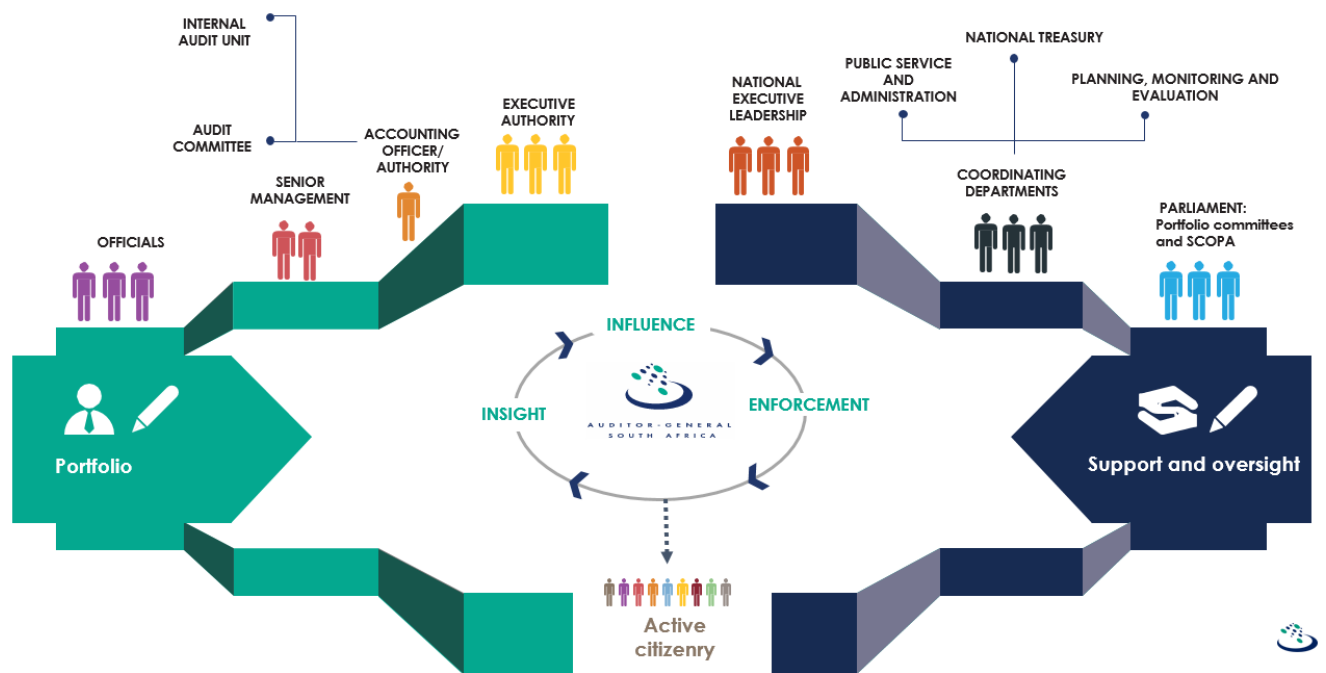 INTERNAL
AUDIT UNIT
AUDIT
COMMITTEE
ACCOUNTING
OFFICER/
AUTHORITY
EXECUTIVE
AUTHORITY
SENIOR
MANAGEMENT
OFFICIALS
NATIONAL
EXECUTIVE
LEADERSHIP
PUBLIC SERVICE
AND
ADMINISTRATION
NATIONAL TREASURY
PLANNING, MONITORING AND
EVALUATION
COORDINATING
DEPARTMENTS
PARLIAMENT:
Portfolio committees
and SCOPA
INFLUENCE
INSIGHT
ENFORCEMENT
AUDITOR-GENERAL
SOUTH AFRICA
Portfolio
Support and oversight
Active
citizenry